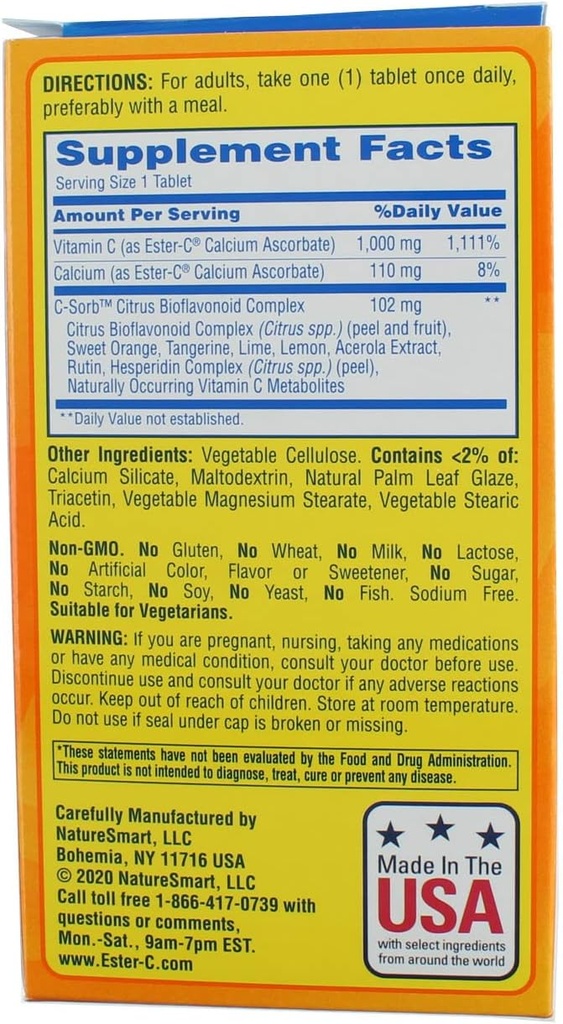 DIRECTIONS: For adults, take one (1) tablet once daily,
preferably with a meal.
Supplement Facts
Serving Size 1 Tablet
Amount Per Serving %Daily Value
Vitamin C (as Ester-C® Calcium Ascorbate) 1,000 mg 1,111%
Calcium (as Ester-C® Calcium Ascorbate) 110 mg 8%
C-Sorb™ Citrus Bioflavonoid Complex 102 mg **
Citrus Bioflavonoid Complex (Citrus spp.) (peel and fruit),
Sweet Orange, Tangerine, Lime, Lemon, Acerola Extract,
Rutin, Hesperidin Complex (Citrus spp.) (peel),
Naturally Occurring Vitamin C Metabolites
**Daily Value not established.
Other Ingredients: Vegetable Cellulose. Contains <2% of:
Calcium Silicate, Maltodextrin, Natural Palm Leaf Glaze,
Triacetin, Vegetable Magnesium Stearate, Vegetable Stearic
Acid.
Non-GMO. No Gluten, No Wheat, No Milk, No Lactose,
No Artificial Color, Flavor or Sweetener, No Sugar,
No Starch, No Soy, No Yeast, No Fish. Sodium Free.
Suitable for Vegetarians.
WARNING: If you are pregnant, nursing, taking any medications
or have any medical condition, consult your doctor before use.
Discontinue use and consult your doctor if any adverse reactions
occur. Keep out of reach of children. Store at room temperature.
Do not use if seal under cap is broken or missing.
*These statements have not been evaluated by the Food and Drug Administration.
This product is not intended to diagnose, treat, cure or prevent any disease.
Carefully Manufactured by
NatureSmart, LLC
Bohemia, NY 11716 USA
© 2020 NatureSmart, LLC
Call toll free 1-866-417-0739 with
questions or comments,
Mon.-Sat., 9am-7pm EST.
www.Ester-C.com
Made In The
USA
with select ingredients
from around the world